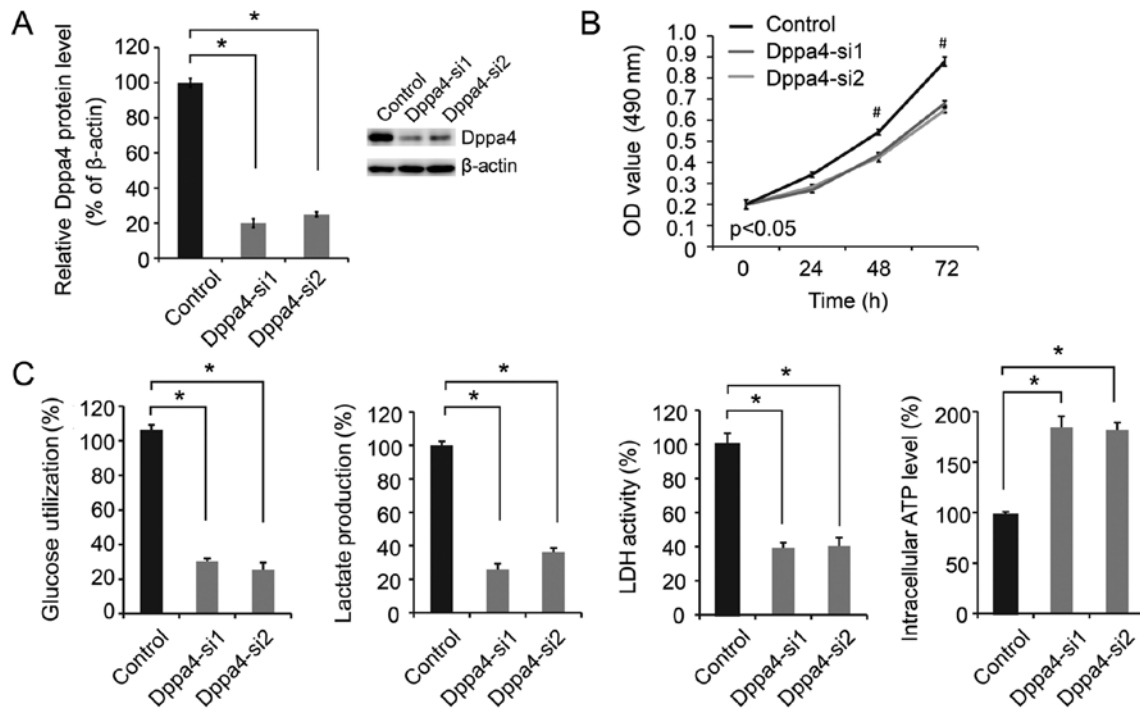 A
Relative Dppa4 protein level
(% of β-actin)
120
100
80
60
40
20
0
*
*
Control
Dppa4-si1
Dppa4-si2
Control
Dppa4-si1
Dppa4-si2
Dppa4
β-actin
B
OD value (490 nm)
1
0.9
0.8
0.7
0.6
0.5
0.4
0.3
0.2
0.1
0
Control
Dppa4-si1
Dppa4-si2
#
#
p<0.05
0 24 48 72
Time (h)
C
Glucose utilization (%)
120
100
80
60
40
20
0
*
*
Control
Dppa4-si1
Dppa4-si2
Lactate production (%)
120
100
80
60
40
20
0
*
*
Control
Dppa4-si1
Dppa4-si2
LDH activity (%)
120
100
80
60
40
20
0
*
*
Control
Dppa4-si1
Dppa4-si2
Intracellular ATP level (%)
200
150
100
50
0
*
*
Control
Dppa4-si1
Dppa4-si2